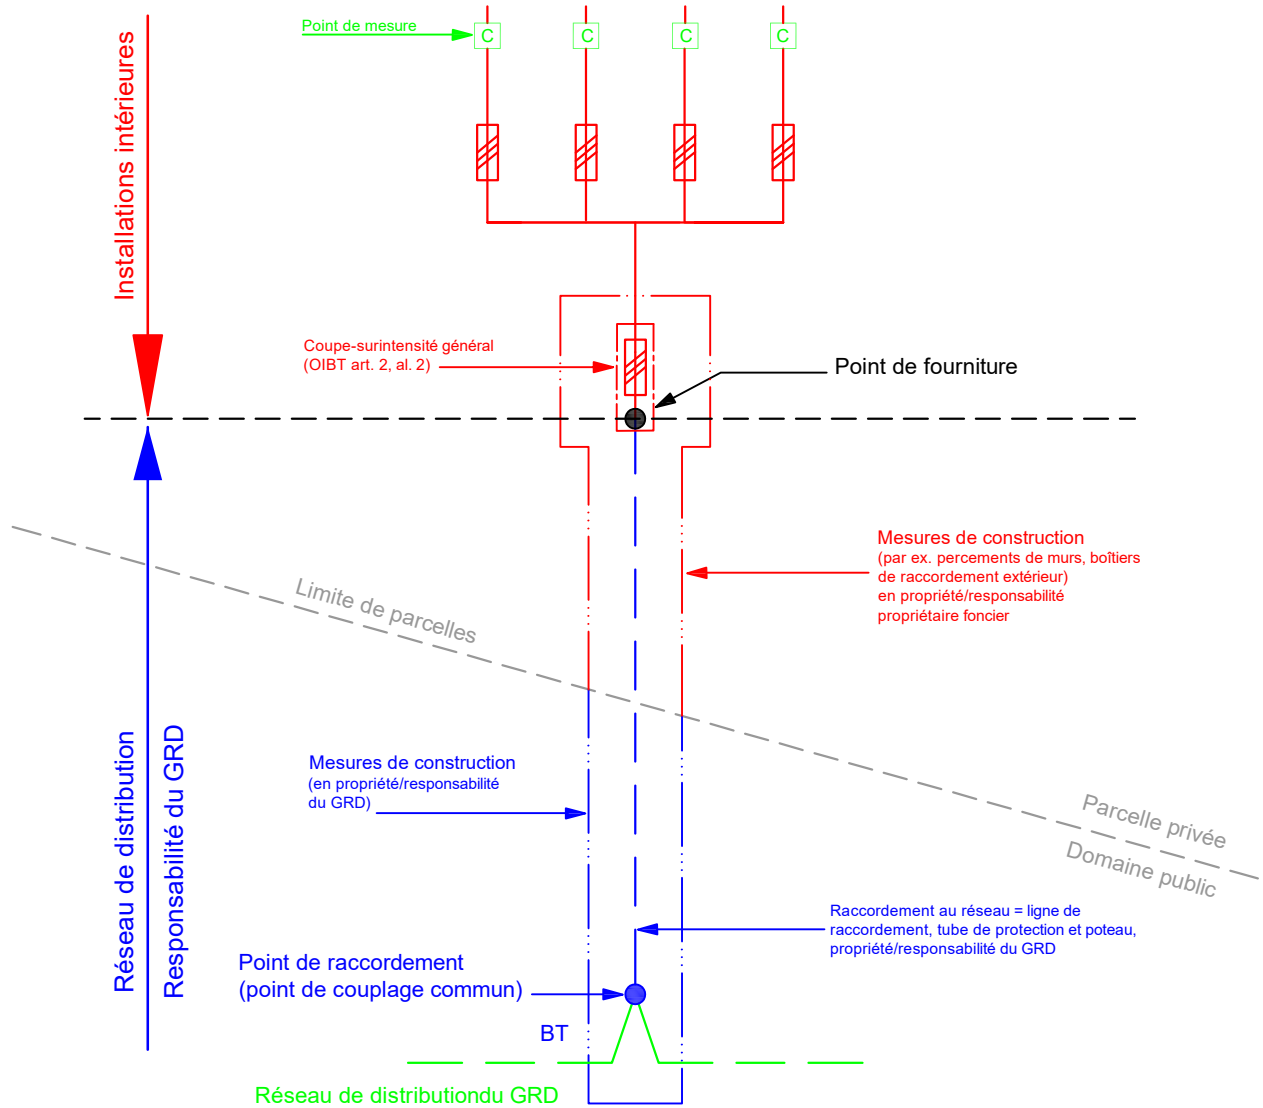 Point de mesure
C C C C
Installations intérieures
Coupe-surintensité général
(OIBT art. 2, al. 2)
Point de fourniture
Mesures de construction
(par ex. percements de murs, boîtiers
de raccordement extérieur)
en propriété/responsabilité
propriétaire foncier
Limite de parcelles
Réseau de distribution
Responsabilité du GRD
Mesures de construction
(en propriété/responsabilité
du GRD)
Parcelle privée
Domaine public
Raccordement au réseau = ligne de
raccordement, tube de protection et poteau,
propriété/responsabilité du GRD
Point de raccordement
(point de couplage commun)
BT
Réseau de distributiondu GRD